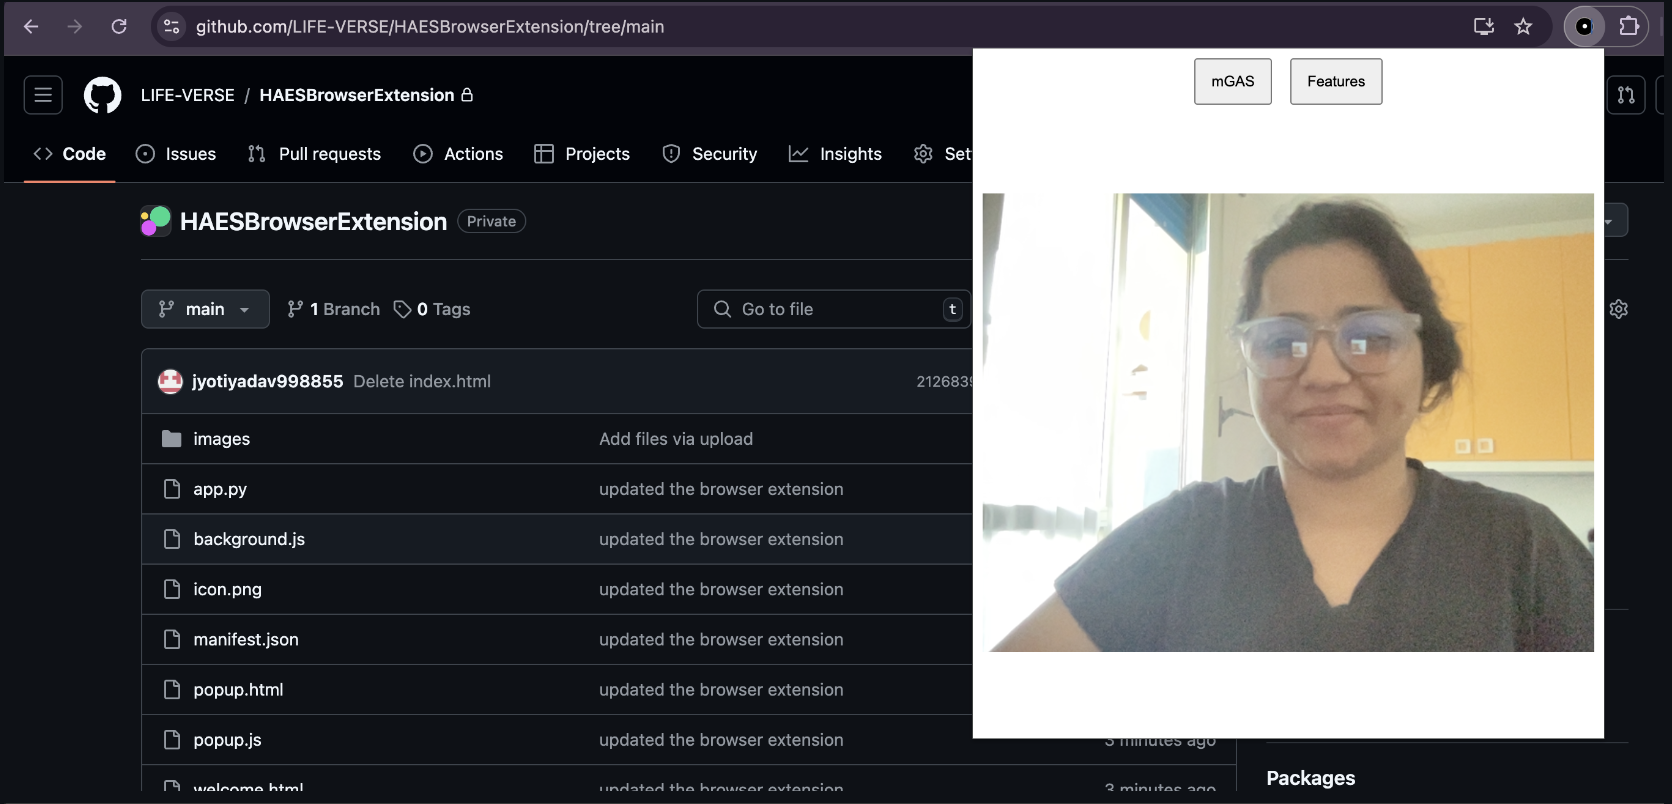 github.com/LIFE-VERSE/HAESBrowserExtension/tree/main
mGAS Features
LIFE-VERSE / HAESBrowserExtension
Code Issues Pull requests Actions Projects Security Insights Set
HAESBrowserExtension Private
main 1 Branch 0 Tags Go to file t
jyotiyadav998855 Delete index.html 2126839
images Add files via upload
app.py updated the browser extension
background.js updated the browser extension
icon.png updated the browser extension
manifest.json updated the browser extension
popup.html updated the browser extension
popup.js updated the browser extension 3 minutes ago
welcome.html updated the browser extension 3 minutes ago
Packages